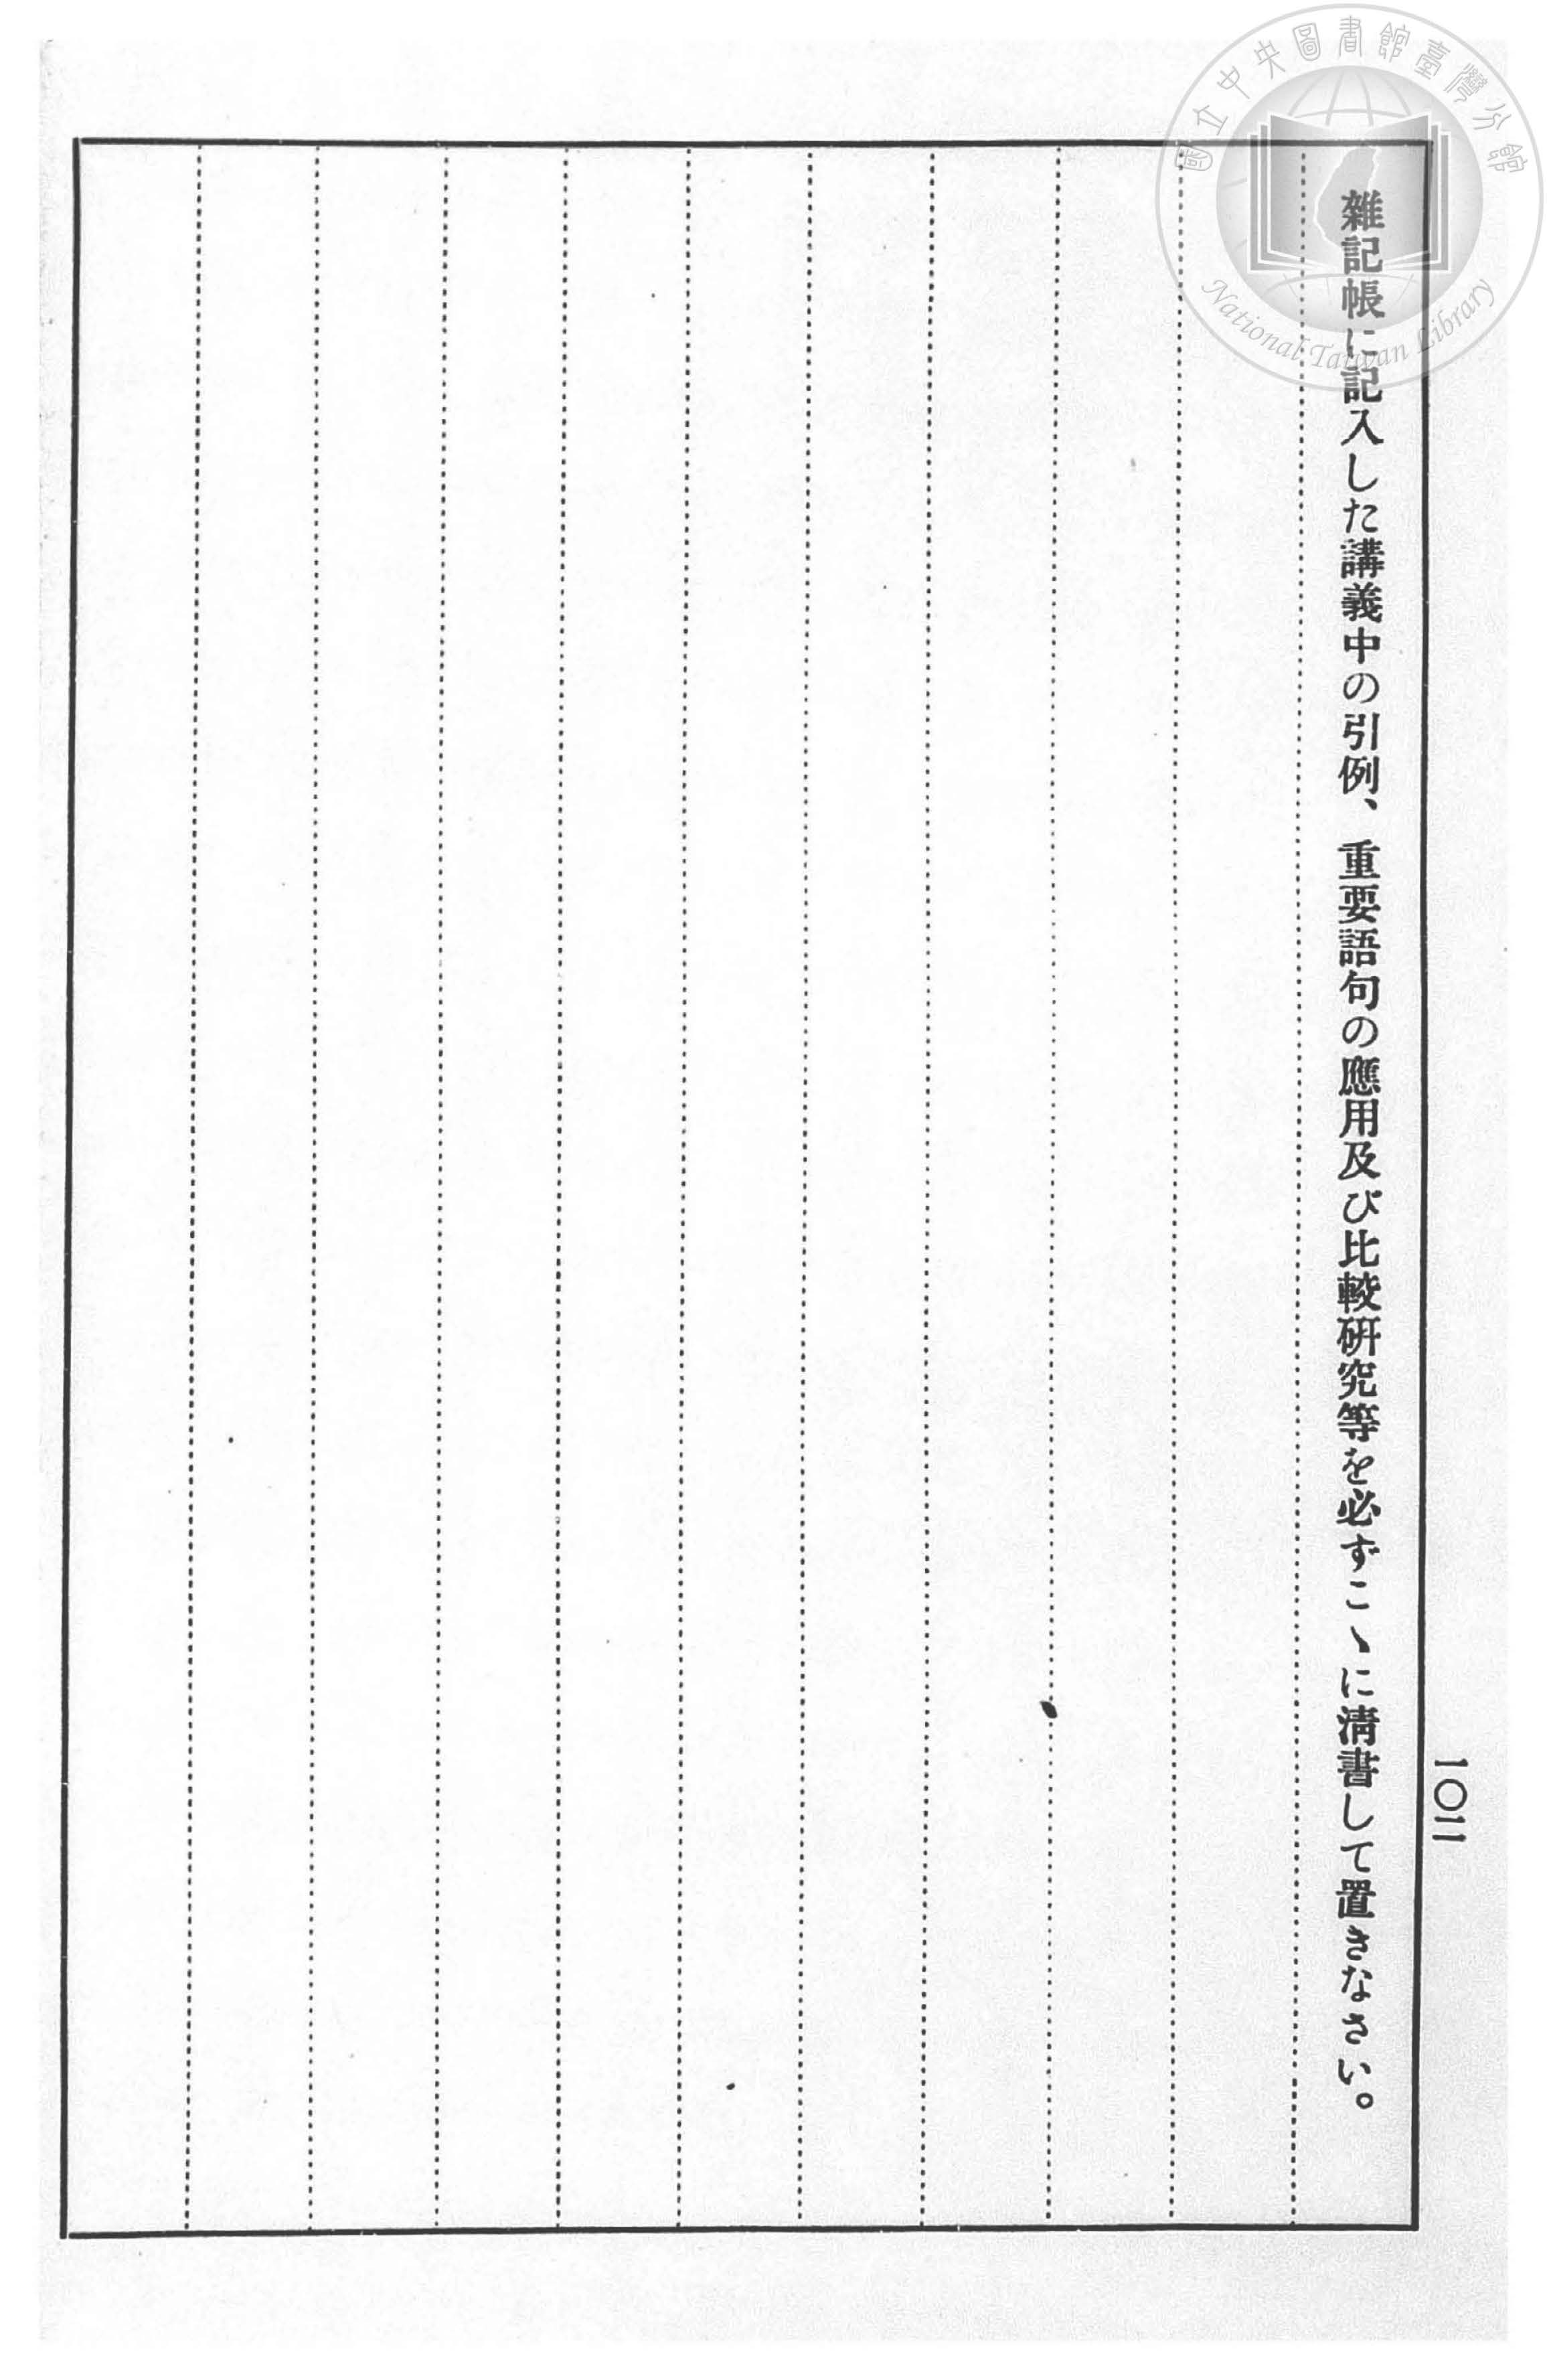 雜記帳に記入した講義中の引例、重要語句の應用及び比較研究等を必ずこゝに淸書して置きなさい。
一〇二
國立中央圖書館臺灣分館
National Taiwan Library